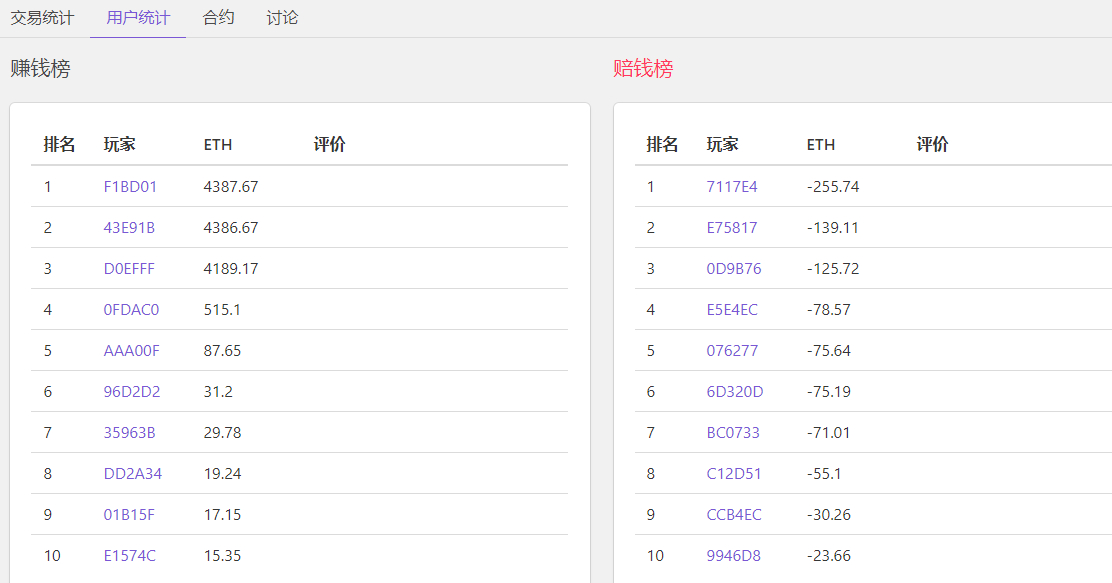 交易统计 用户统计 合约 讨论
赚钱榜
排名 玩家 ETH 评价
1 F1BD01 4387.67
2 43E91B 4386.67
3 D0EFFF 4189.17
4 0FDAC0 515.1
5 AAA00F 87.65
6 96D2D2 31.2
7 35963B 29.78
8 DD2A34 19.24
9 01B15F 17.15
10 E1574C 15.35
赔钱榜
排名 玩家 ETH 评价
1 7117E4 -255.74
2 E75817 -139.11
3 0D9B76 -125.72
4 E5E4EC -78.57
5 076277 -75.64
6 6D320D -75.19
7 BC0733 -71.01
8 C12D51 -55.1
9 CCB4EC -30.26
10 9946D8 -23.66